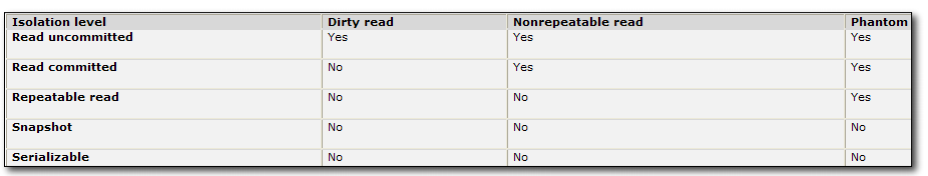 Isolation level Dirty read Nonrepeatable read Phantom
Read uncommitted Yes Yes Yes
Read committed No Yes Yes
Repeatable read No No Yes
Snapshot No No No
Serializable No No No